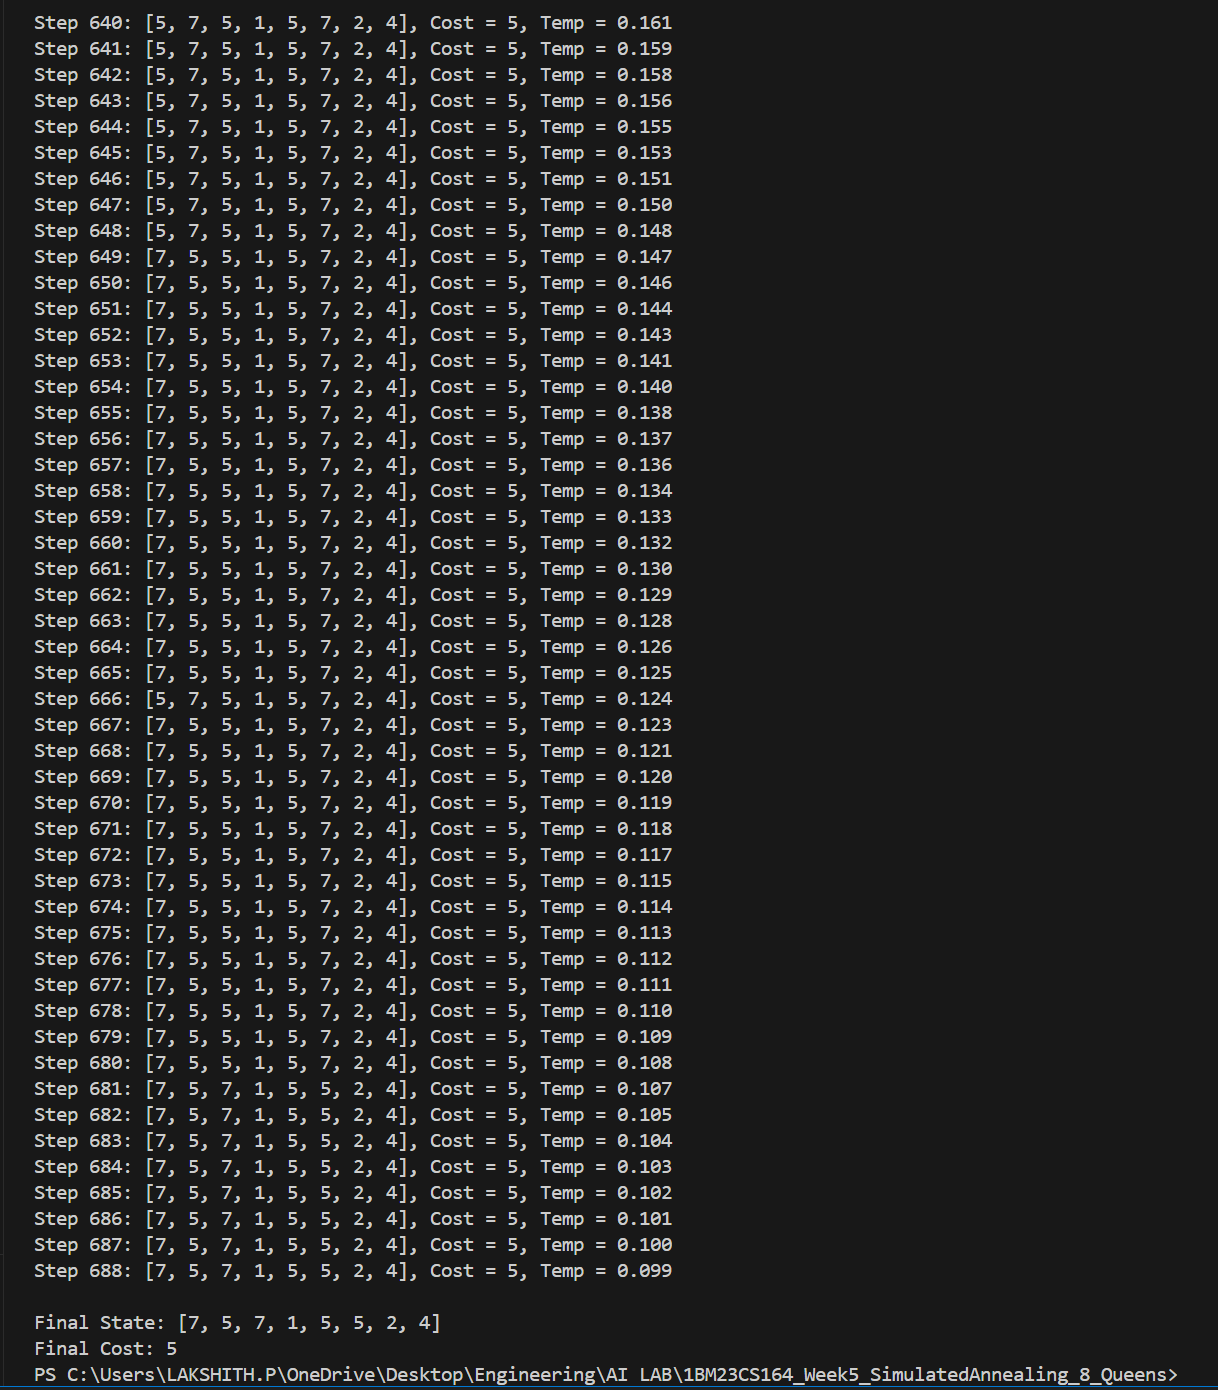 Step 640: [5, 7, 5, 1, 5, 7, 2, 4], Cost = 5, Temp = 0.161
Step 641: [5, 7, 5, 1, 5, 7, 2, 4], Cost = 5, Temp = 0.159
Step 642: [5, 7, 5, 1, 5, 7, 2, 4], Cost = 5, Temp = 0.158
Step 643: [5, 7, 5, 1, 5, 7, 2, 4], Cost = 5, Temp = 0.156
Step 644: [5, 7, 5, 1, 5, 7, 2, 4], Cost = 5, Temp = 0.155
Step 645: [5, 7, 5, 1, 5, 7, 2, 4], Cost = 5, Temp = 0.153
Step 646: [5, 7, 5, 1, 5, 7, 2, 4], Cost = 5, Temp = 0.151
Step 647: [5, 7, 5, 1, 5, 7, 2, 4], Cost = 5, Temp = 0.150
Step 648: [5, 7, 5, 1, 5, 7, 2, 4], Cost = 5, Temp = 0.148
Step 649: [7, 5, 5, 1, 5, 7, 2, 4], Cost = 5, Temp = 0.147
Step 650: [7, 5, 5, 1, 5, 7, 2, 4], Cost = 5, Temp = 0.146
Step 651: [7, 5, 5, 1, 5, 7, 2, 4], Cost = 5, Temp = 0.144
Step 652: [7, 5, 5, 1, 5, 7, 2, 4], Cost = 5, Temp = 0.143
Step 653: [7, 5, 5, 1, 5, 7, 2, 4], Cost = 5, Temp = 0.141
Step 654: [7, 5, 5, 1, 5, 7, 2, 4], Cost = 5, Temp = 0.140
Step 655: [7, 5, 5, 1, 5, 7, 2, 4], Cost = 5, Temp = 0.138
Step 656: [7, 5, 5, 1, 5, 7, 2, 4], Cost = 5, Temp = 0.137
Step 657: [7, 5, 5, 1, 5, 7, 2, 4], Cost = 5, Temp = 0.136
Step 658: [7, 5, 5, 1, 5, 7, 2, 4], Cost = 5, Temp = 0.134
Step 659: [7, 5, 5, 1, 5, 7, 2, 4], Cost = 5, Temp = 0.133
Step 660: [7, 5, 5, 1, 5, 7, 2, 4], Cost = 5, Temp = 0.132
Step 661: [7, 5, 5, 1, 5, 7, 2, 4], Cost = 5, Temp = 0.130
Step 662: [7, 5, 5, 1, 5, 7, 2, 4], Cost = 5, Temp = 0.129
Step 663: [7, 5, 5, 1, 5, 7, 2, 4], Cost = 5, Temp = 0.128
Step 664: [7, 5, 5, 1, 5, 7, 2, 4], Cost = 5, Temp = 0.126
Step 665: [7, 5, 5, 1, 5, 7, 2, 4], Cost = 5, Temp = 0.125
Step 666: [5, 7, 5, 1, 5, 7, 2, 4], Cost = 5, Temp = 0.124
Step 667: [7, 5, 5, 1, 5, 7, 2, 4], Cost = 5, Temp = 0.123
Step 668: [7, 5, 5, 1, 5, 7, 2, 4], Cost = 5, Temp = 0.121
Step 669: [7, 5, 5, 1, 5, 7, 2, 4], Cost = 5, Temp = 0.120
Step 670: [7, 5, 5, 1, 5, 7, 2, 4], Cost = 5, Temp = 0.119
Step 671: [7, 5, 5, 1, 5, 7, 2, 4], Cost = 5, Temp = 0.118
Step 672: [7, 5, 5, 1, 5, 7, 2, 4], Cost = 5, Temp = 0.117
Step 673: [7, 5, 5, 1, 5, 7, 2, 4], Cost = 5, Temp = 0.115
Step 674: [7, 5, 5, 1, 5, 7, 2, 4], Cost = 5, Temp = 0.114
Step 675: [7, 5, 5, 1, 5, 7, 2, 4], Cost = 5, Temp = 0.113
Step 676: [7, 5, 5, 1, 5, 7, 2, 4], Cost = 5, Temp = 0.112
Step 677: [7, 5, 5, 1, 5, 7, 2, 4], Cost = 5, Temp = 0.111
Step 678: [7, 5, 5, 1, 5, 7, 2, 4], Cost = 5, Temp = 0.110
Step 679: [7, 5, 5, 1, 5, 7, 2, 4], Cost = 5, Temp = 0.109
Step 680: [7, 5, 5, 1, 5, 7, 2, 4], Cost = 5, Temp = 0.108
Step 681: [7, 5, 7, 1, 5, 5, 2, 4], Cost = 5, Temp = 0.107
Step 682: [7, 5, 7, 1, 5, 5, 2, 4], Cost = 5, Temp = 0.105
Step 683: [7, 5, 7, 1, 5, 5, 2, 4], Cost = 5, Temp = 0.104
Step 684: [7, 5, 7, 1, 5, 5, 2, 4], Cost = 5, Temp = 0.103
Step 685: [7, 5, 7, 1, 5, 5, 2, 4], Cost = 5, Temp = 0.102
Step 686: [7, 5, 7, 1, 5, 5, 2, 4], Cost = 5, Temp = 0.101
Step 687: [7, 5, 7, 1, 5, 5, 2, 4], Cost = 5, Temp = 0.100
Step 688: [7, 5, 7, 1, 5, 5, 2, 4], Cost = 5, Temp = 0.099
Final State: [7, 5, 7, 1, 5, 5, 2, 4]
Final Cost: 5
PS C:\Users\LAKSHITH.P\OneDrive\Desktop\Engineering\AI LAB\1BM23CS164_Week5_SimulatedAnnealing_8_Queens>